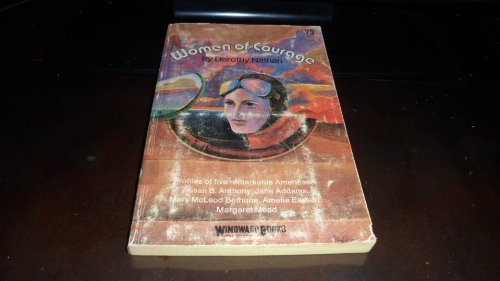 75¢
Women of Courage
By Dorothy Nathan
Profiles of five remarkable Americans
Susan B. Anthony, Jane Addams,
Mary McLeod Bethune, Amelia Earhart,
Margaret Mead
WINDWARD BOOKS